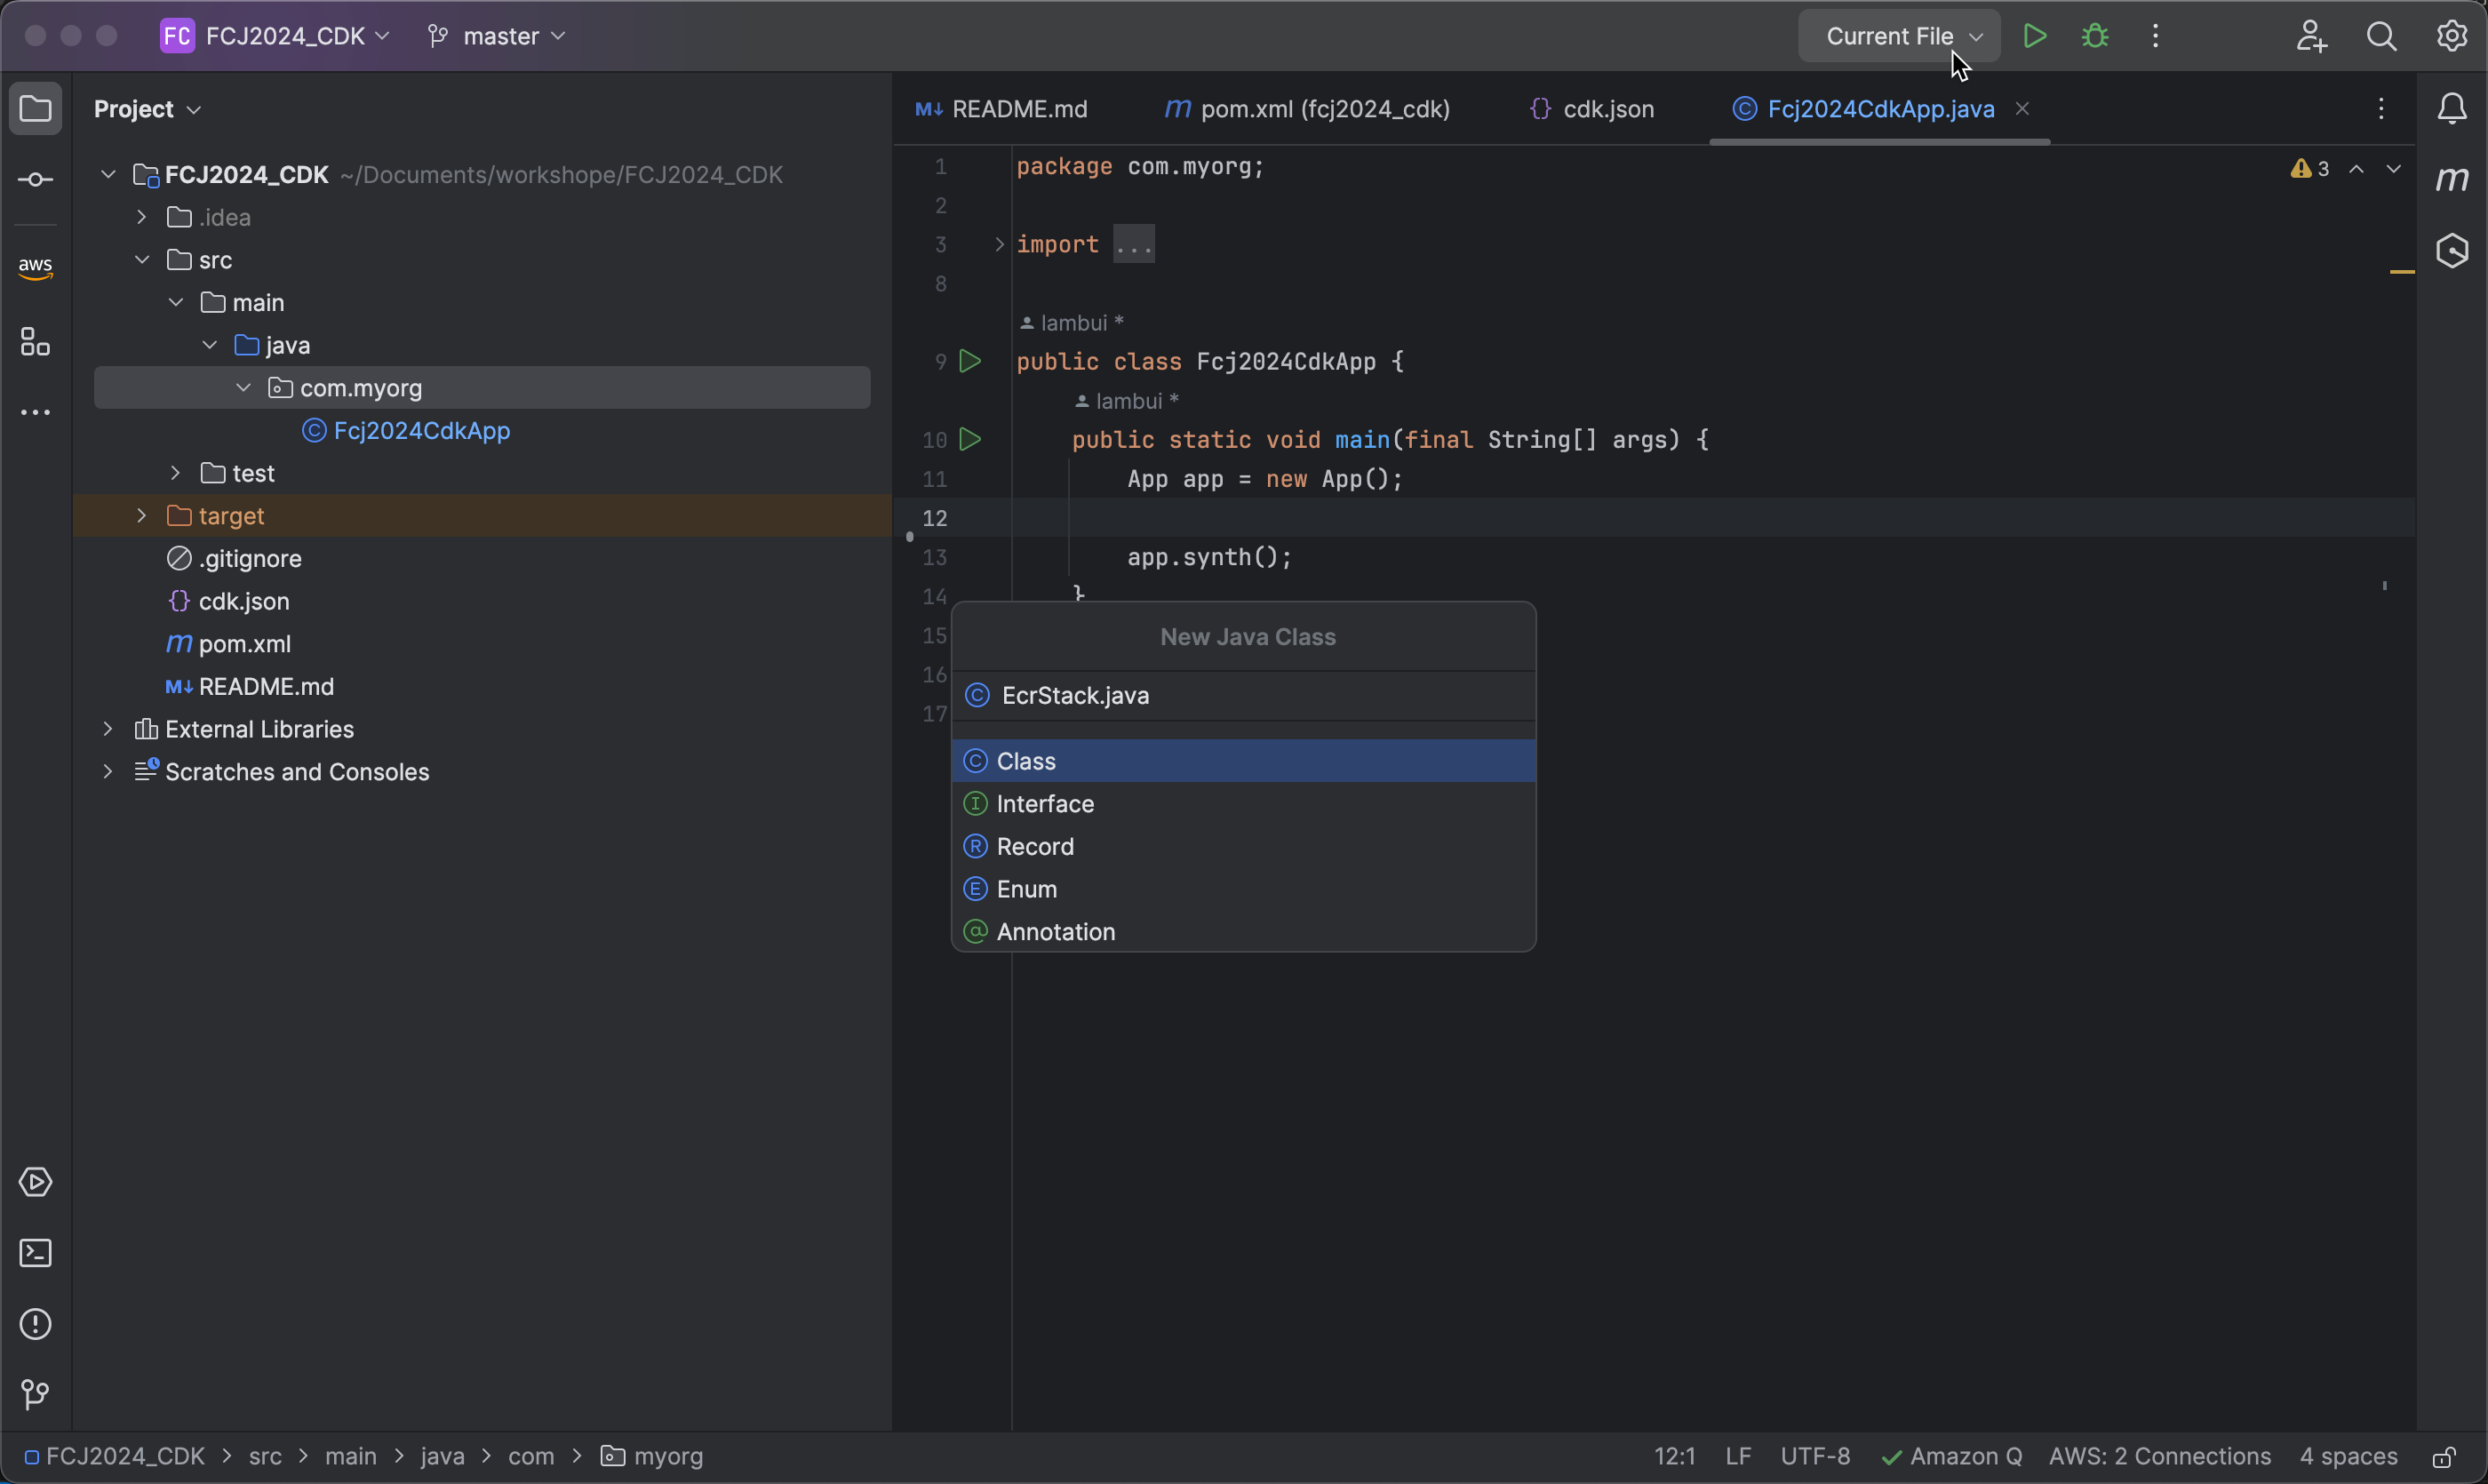 FC FCJ2024_CDK master Current File
Project
README.md pom.xml (fcj2024_cdk) cdk.json Fcj2024CdkApp.java
FCJ2024_CDK ~/Documents/workshope/FCJ2024_CDK
.idea
src
main
java
com.myorg
Fcj2024CdkApp
test
target
.gitignore
{} cdk.json
m pom.xml
M↓ README.md
External Libraries
Scratches and Consoles
aws
1 package com.myorg;
2
3 import ...
8
lambui *
9 public class Fcj2024CdkApp {
lambui *
10 public static void main(final String[] args) {
11 App app = new App();
12
13 app.synth();
14 }
15
16
17
3
m
New Java Class
EcrStack.java
Class
Interface
Record
Enum
Annotation
FCJ2024_CDK > src > main > java > com > myorg
12:1 LF UTF-8 Amazon Q AWS: 2 Connections 4 spaces